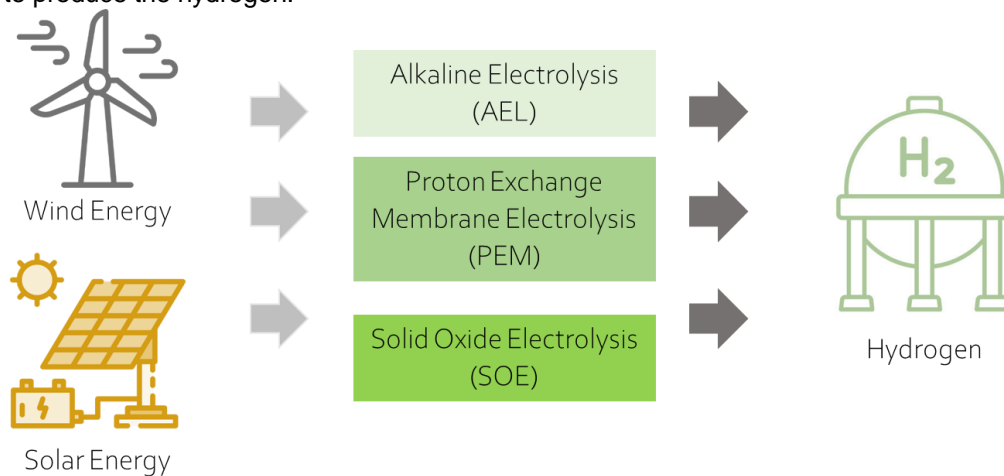 to produce the hydrogen.
Wind Energy
Solar Energy
Alkaline Electrolysis
(AEL)
Proton Exchange
Membrane Electrolysis
(PEM)
Solid Oxide Electrolysis
(SOE)
H₂
Hydrogen